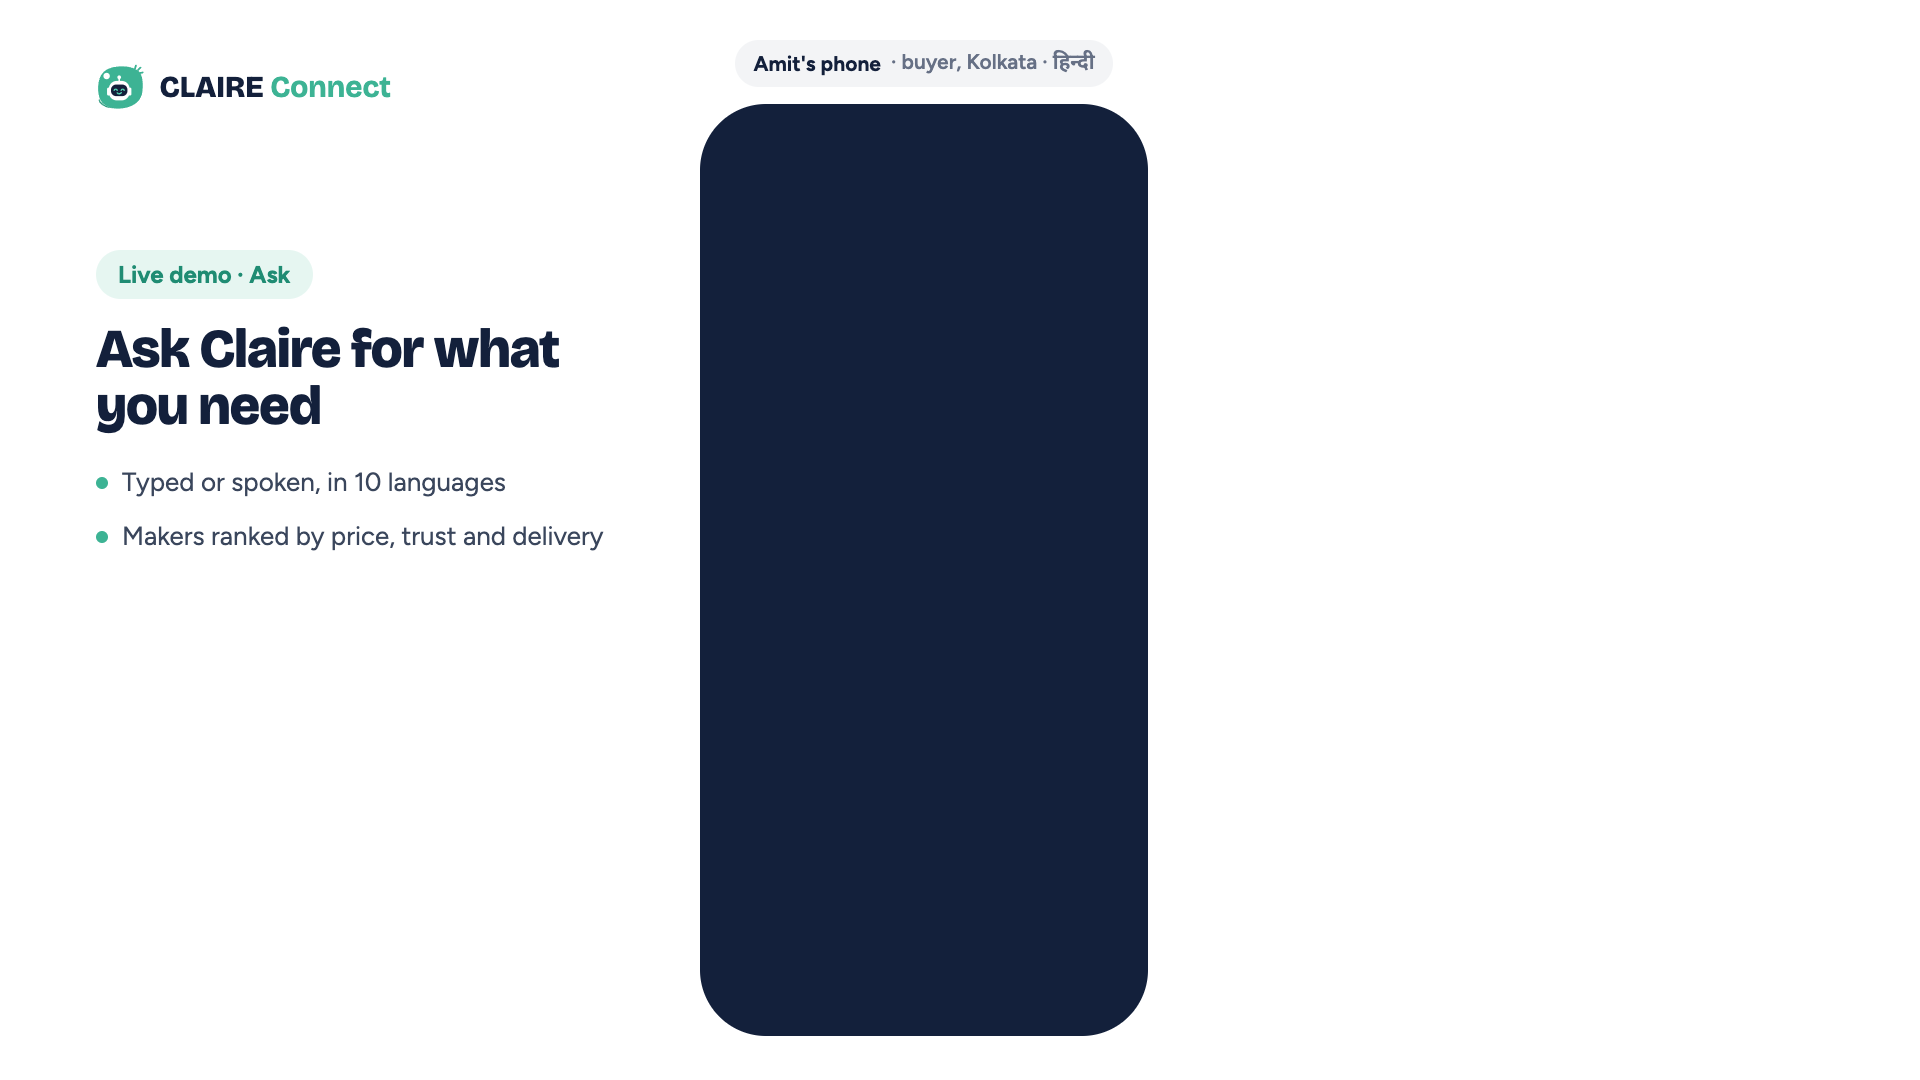 CLAIRE Connect
Amit's phone · buyer, Kolkata · हिन्दी
Live demo · Ask
Ask Claire for what
you need
Typed or spoken, in 10 languages
Makers ranked by price, trust and delivery